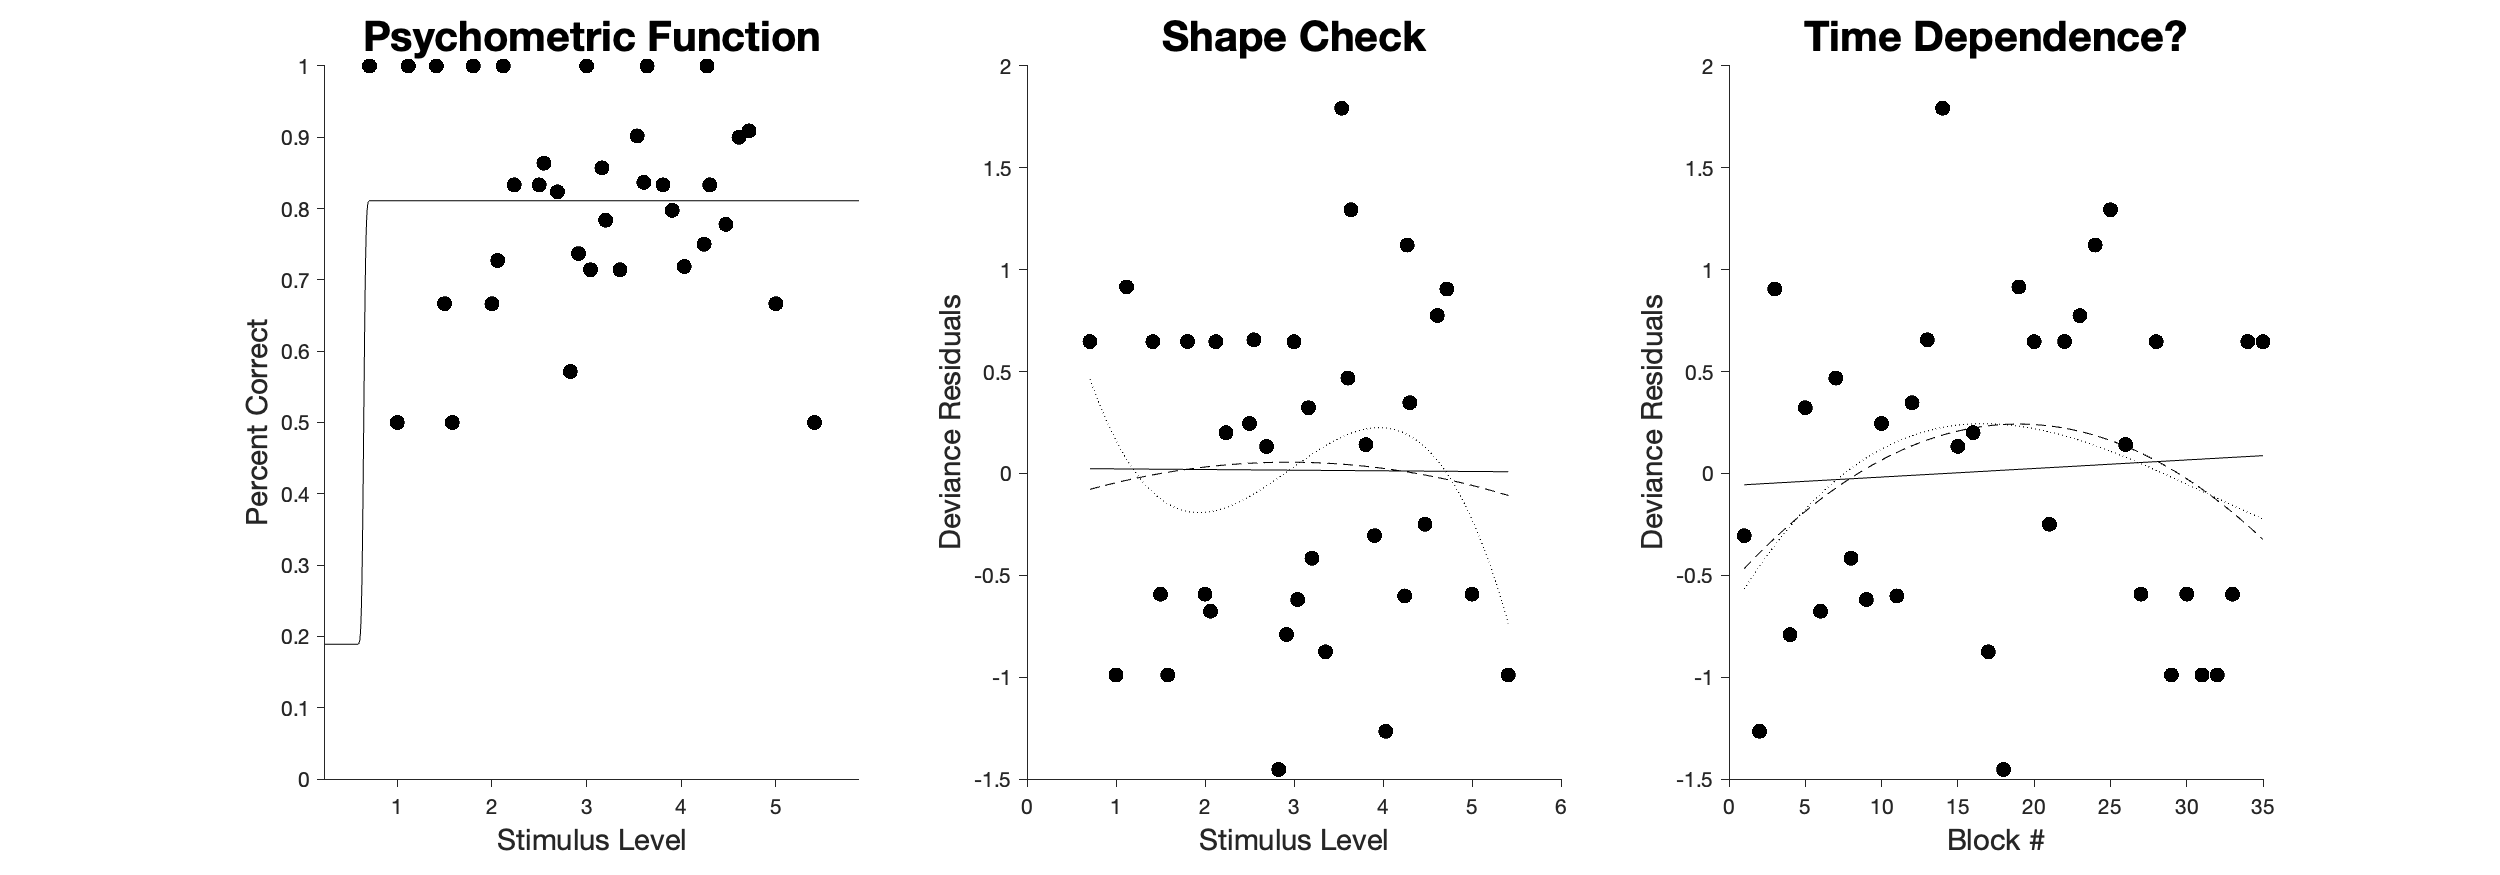 Psychometric Function
1
0.9
0.8
0.7
0.6
0.5
0.4
0.3
0.2
0.1
0
Percent Correct
1 2 3 4 5
Stimulus Level
Shape Check
2
1.5
1
0.5
0
-0.5
-1
-1.5
Deviance Residuals
0 1 2 3 4 5 6
Stimulus Level
Time Dependence?
2
1.5
1
0.5
0
-0.5
-1
-1.5
Deviance Residuals
0 5 10 15 20 25 30 35
Block #